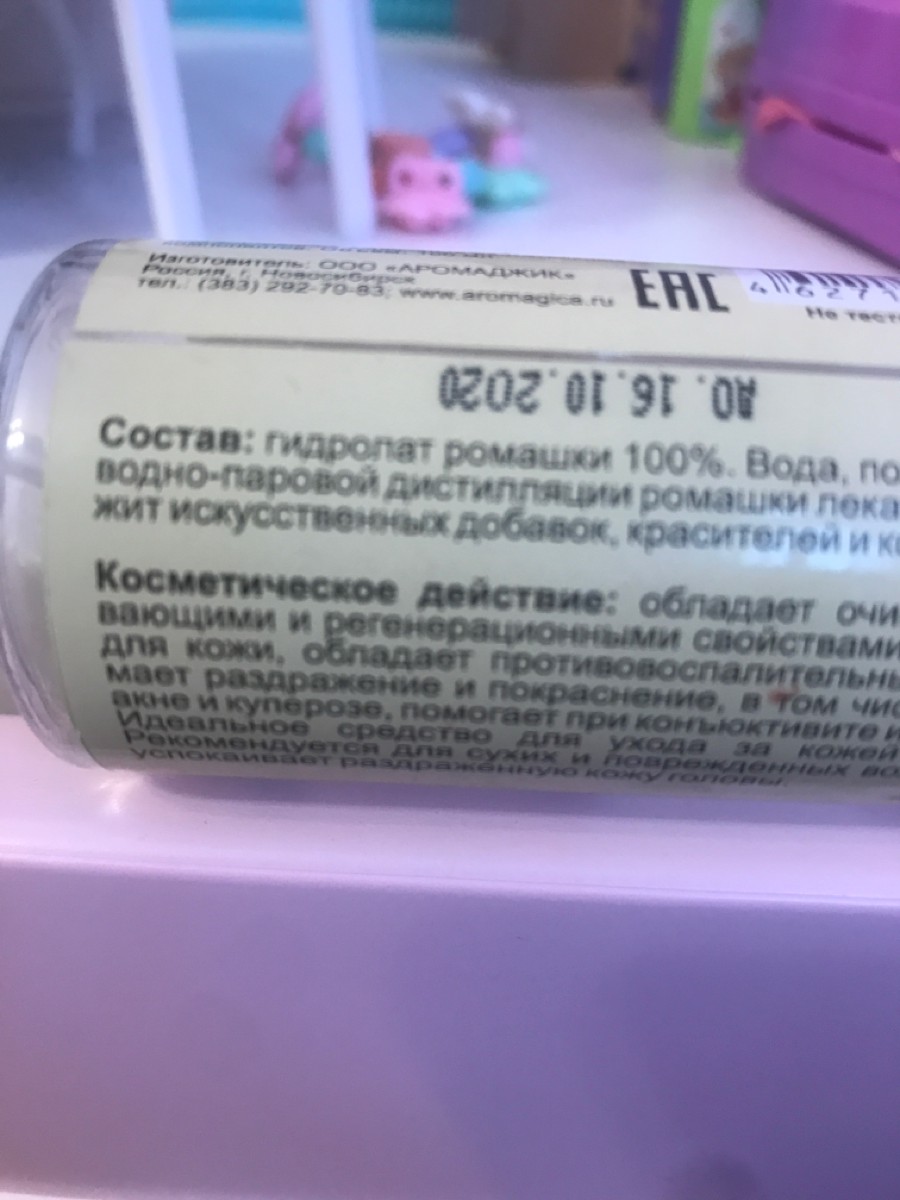 Изготовитель: ООО «АРОМАДЖИК»
Россия, г. Новосибирск
тел.: (383) 292-70-83; www.aromagica.ru
EAC
4 6271
Не тест
ДО. 16.10.2020
Состав: гидролат ромашки 100%. Вода, по
водно-паровой дистилляции ромашки лека
жит искусственных добавок, красителей и к
Косметическое действие: обладает очи
вающими и регенерационными свойствами
для кожи, обладает противовоспалительн
мает раздражение и покраснение, в том чис
акне и куперозе, помогает при конъюктивите и
Идеальное средство для ухода за кожей
Рекомендуется для сухих и поврежденных во
успокаивает раздраженную кожу головы.